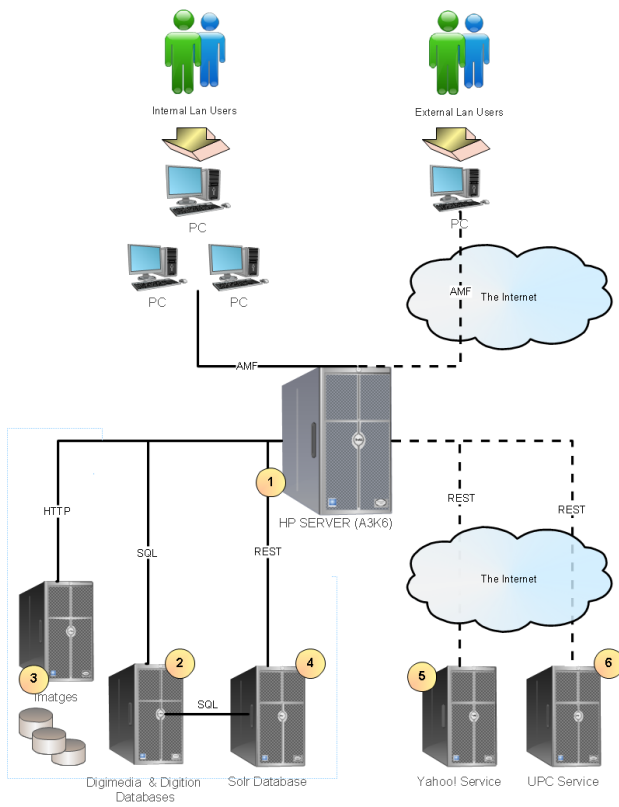 Internal Lan Users
External Lan Users
PC
PC
PC
PC
AMF
The Internet
AMF
1
HP SERVER (A3K6)
HTTP
SQL
REST
REST
REST
The Internet
3
Imatges
2
4
5
6
SQL
Digimedia & Digition
Databases
Solr Database
Yahoo! Service
UPC Service